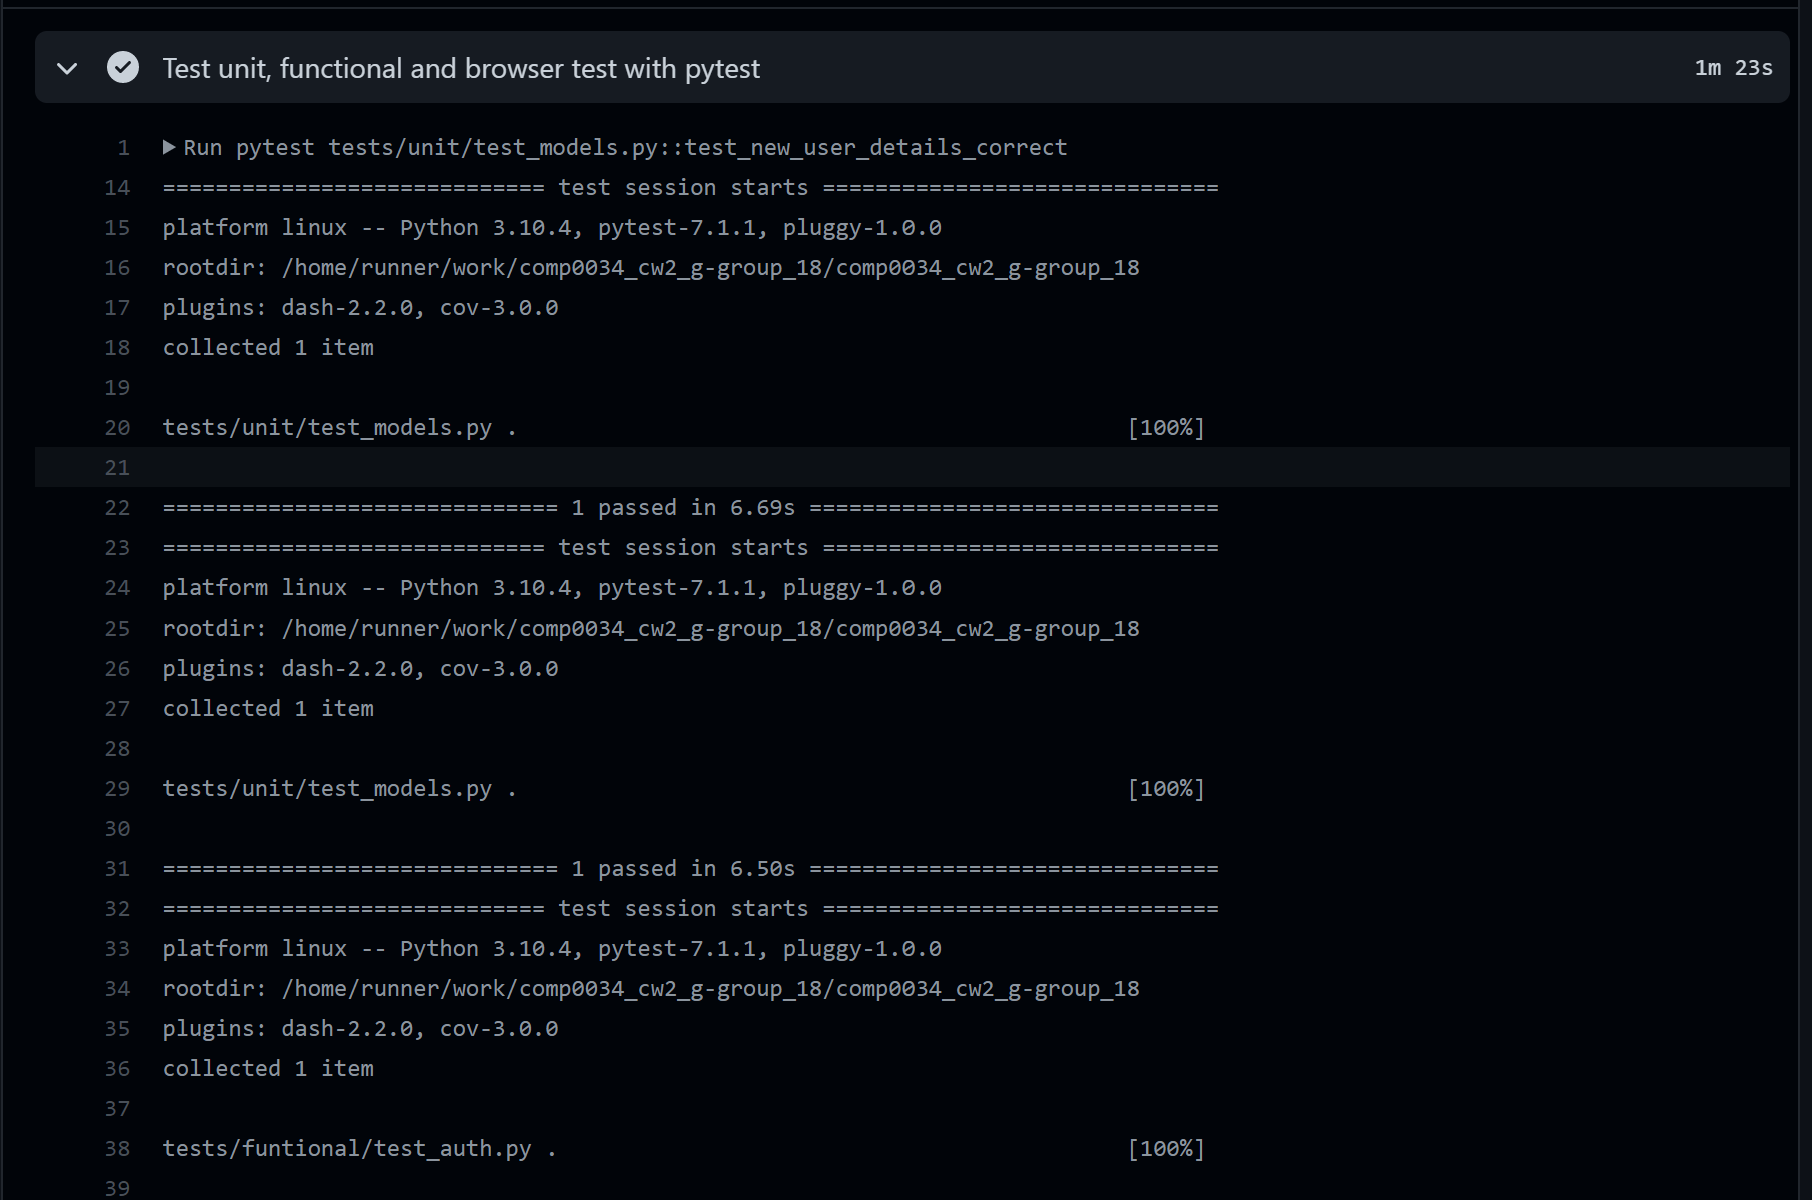 Test unit, functional and browser test with pytest 1m 23s
1 Run pytest tests/unit/test_models.py::test_new_user_details_correct
14 ============================= test session starts ==============================
15 platform linux -- Python 3.10.4, pytest-7.1.1, pluggy-1.0.0
16 rootdir: /home/runner/work/comp0034_cw2_g-group_18/comp0034_cw2_g-group_18
17 plugins: dash-2.2.0, cov-3.0.0
18 collected 1 item
19
20 tests/unit/test_models.py . [100%]
21
22 ============================== 1 passed in 6.69s ===============================
23 ============================= test session starts ==============================
24 platform linux -- Python 3.10.4, pytest-7.1.1, pluggy-1.0.0
25 rootdir: /home/runner/work/comp0034_cw2_g-group_18/comp0034_cw2_g-group_18
26 plugins: dash-2.2.0, cov-3.0.0
27 collected 1 item
28
29 tests/unit/test_models.py . [100%]
30
31 ============================== 1 passed in 6.50s ===============================
32 ============================= test session starts ==============================
33 platform linux -- Python 3.10.4, pytest-7.1.1, pluggy-1.0.0
34 rootdir: /home/runner/work/comp0034_cw2_g-group_18/comp0034_cw2_g-group_18
35 plugins: dash-2.2.0, cov-3.0.0
36 collected 1 item
37
38 tests/funtional/test_auth.py . [100%]
39